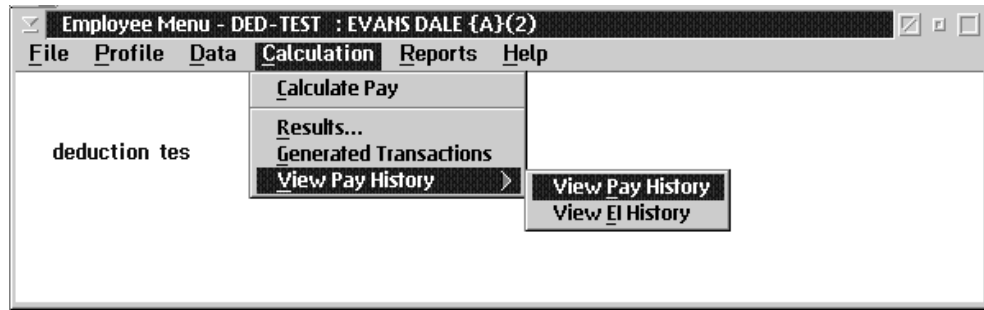 Employee Menu - DED-TEST : EVANS DALE {A}(2)
File Profile Data Calculation Reports Help
Calculate Pay
Results...
deduction tes
Generated Transactions
View Pay History
View Pay History
View EI History